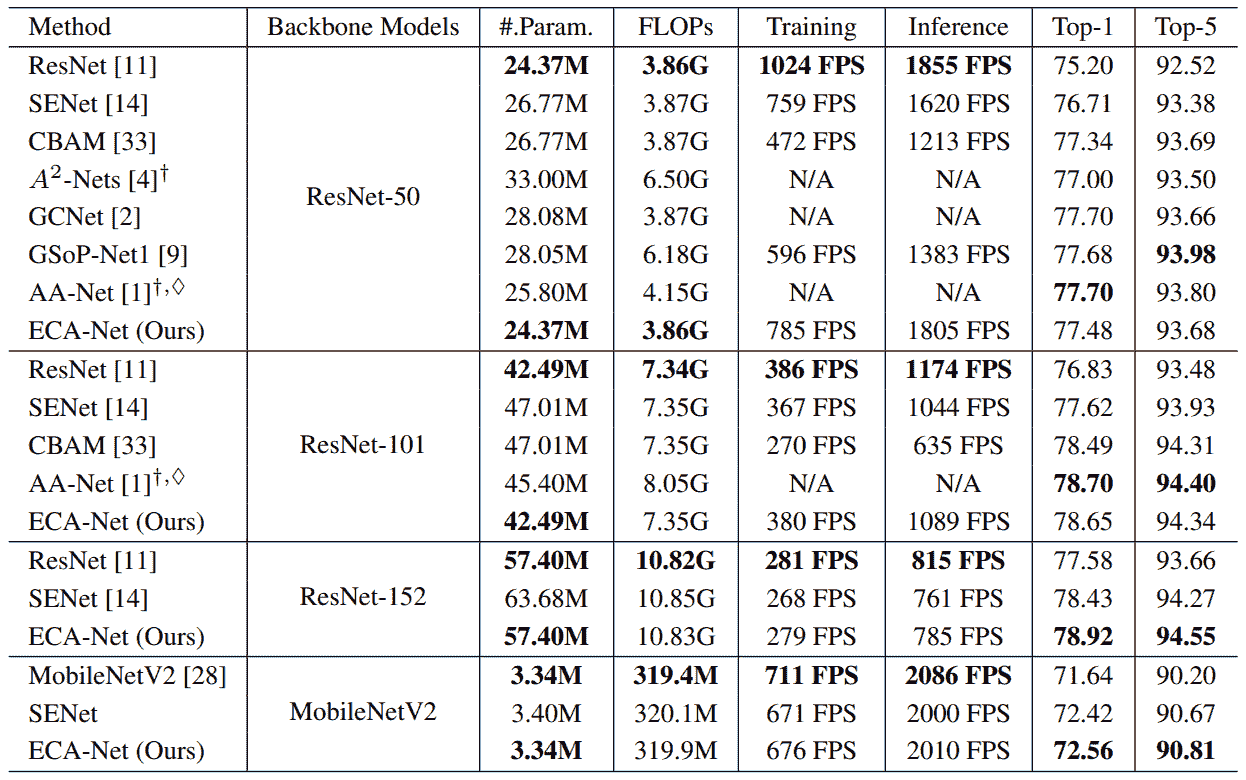 Method Backbone Models #.Param. FLOPs Training Inference Top-1 Top-5
ResNet [11] 24.37M 3.86G 1024 FPS 1855 FPS 75.20 92.52
SENet [14] 26.77M 3.87G 759 FPS 1620 FPS 76.71 93.38
CBAM [33] 26.77M 3.87G 472 FPS 1213 FPS 77.34 93.69
A²-Nets [4]† 33.00M 6.50G N/A N/A 77.00 93.50
ResNet-50
GCNet [2] 28.08M 3.87G N/A N/A 77.70 93.66
GSoP-Net1 [9] 28.05M 6.18G 596 FPS 1383 FPS 77.68 93.98
AA-Net [1]†,◇ 25.80M 4.15G N/A N/A 77.70 93.80
ECA-Net (Ours) 24.37M 3.86G 785 FPS 1805 FPS 77.48 93.68
ResNet [11] 42.49M 7.34G 386 FPS 1174 FPS 76.83 93.48
SENet [14] 47.01M 7.35G 367 FPS 1044 FPS 77.62 93.93
CBAM [33] ResNet-101 47.01M 7.35G 270 FPS 635 FPS 78.49 94.31
AA-Net [1]†,◇ 45.40M 8.05G N/A N/A 78.70 94.40
ECA-Net (Ours) 42.49M 7.35G 380 FPS 1089 FPS 78.65 94.34
ResNet [11] 57.40M 10.82G 281 FPS 815 FPS 77.58 93.66
SENet [14] ResNet-152 63.68M 10.85G 268 FPS 761 FPS 78.43 94.27
ECA-Net (Ours) 57.40M 10.83G 279 FPS 785 FPS 78.92 94.55
MobileNetV2 [28] 3.34M 319.4M 711 FPS 2086 FPS 71.64 90.20
SENet MobileNetV2 3.40M 320.1M 671 FPS 2000 FPS 72.42 90.67
ECA-Net (Ours) 3.34M 319.9M 676 FPS 2010 FPS 72.56 90.81